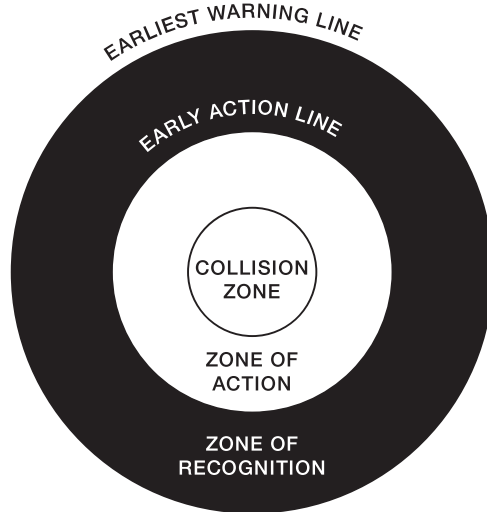 EARLIEST WARNING LINE
EARLY ACTION LINE
COLLISION
ZONE
ZONE OF
ACTION
ZONE OF
RECOGNITION